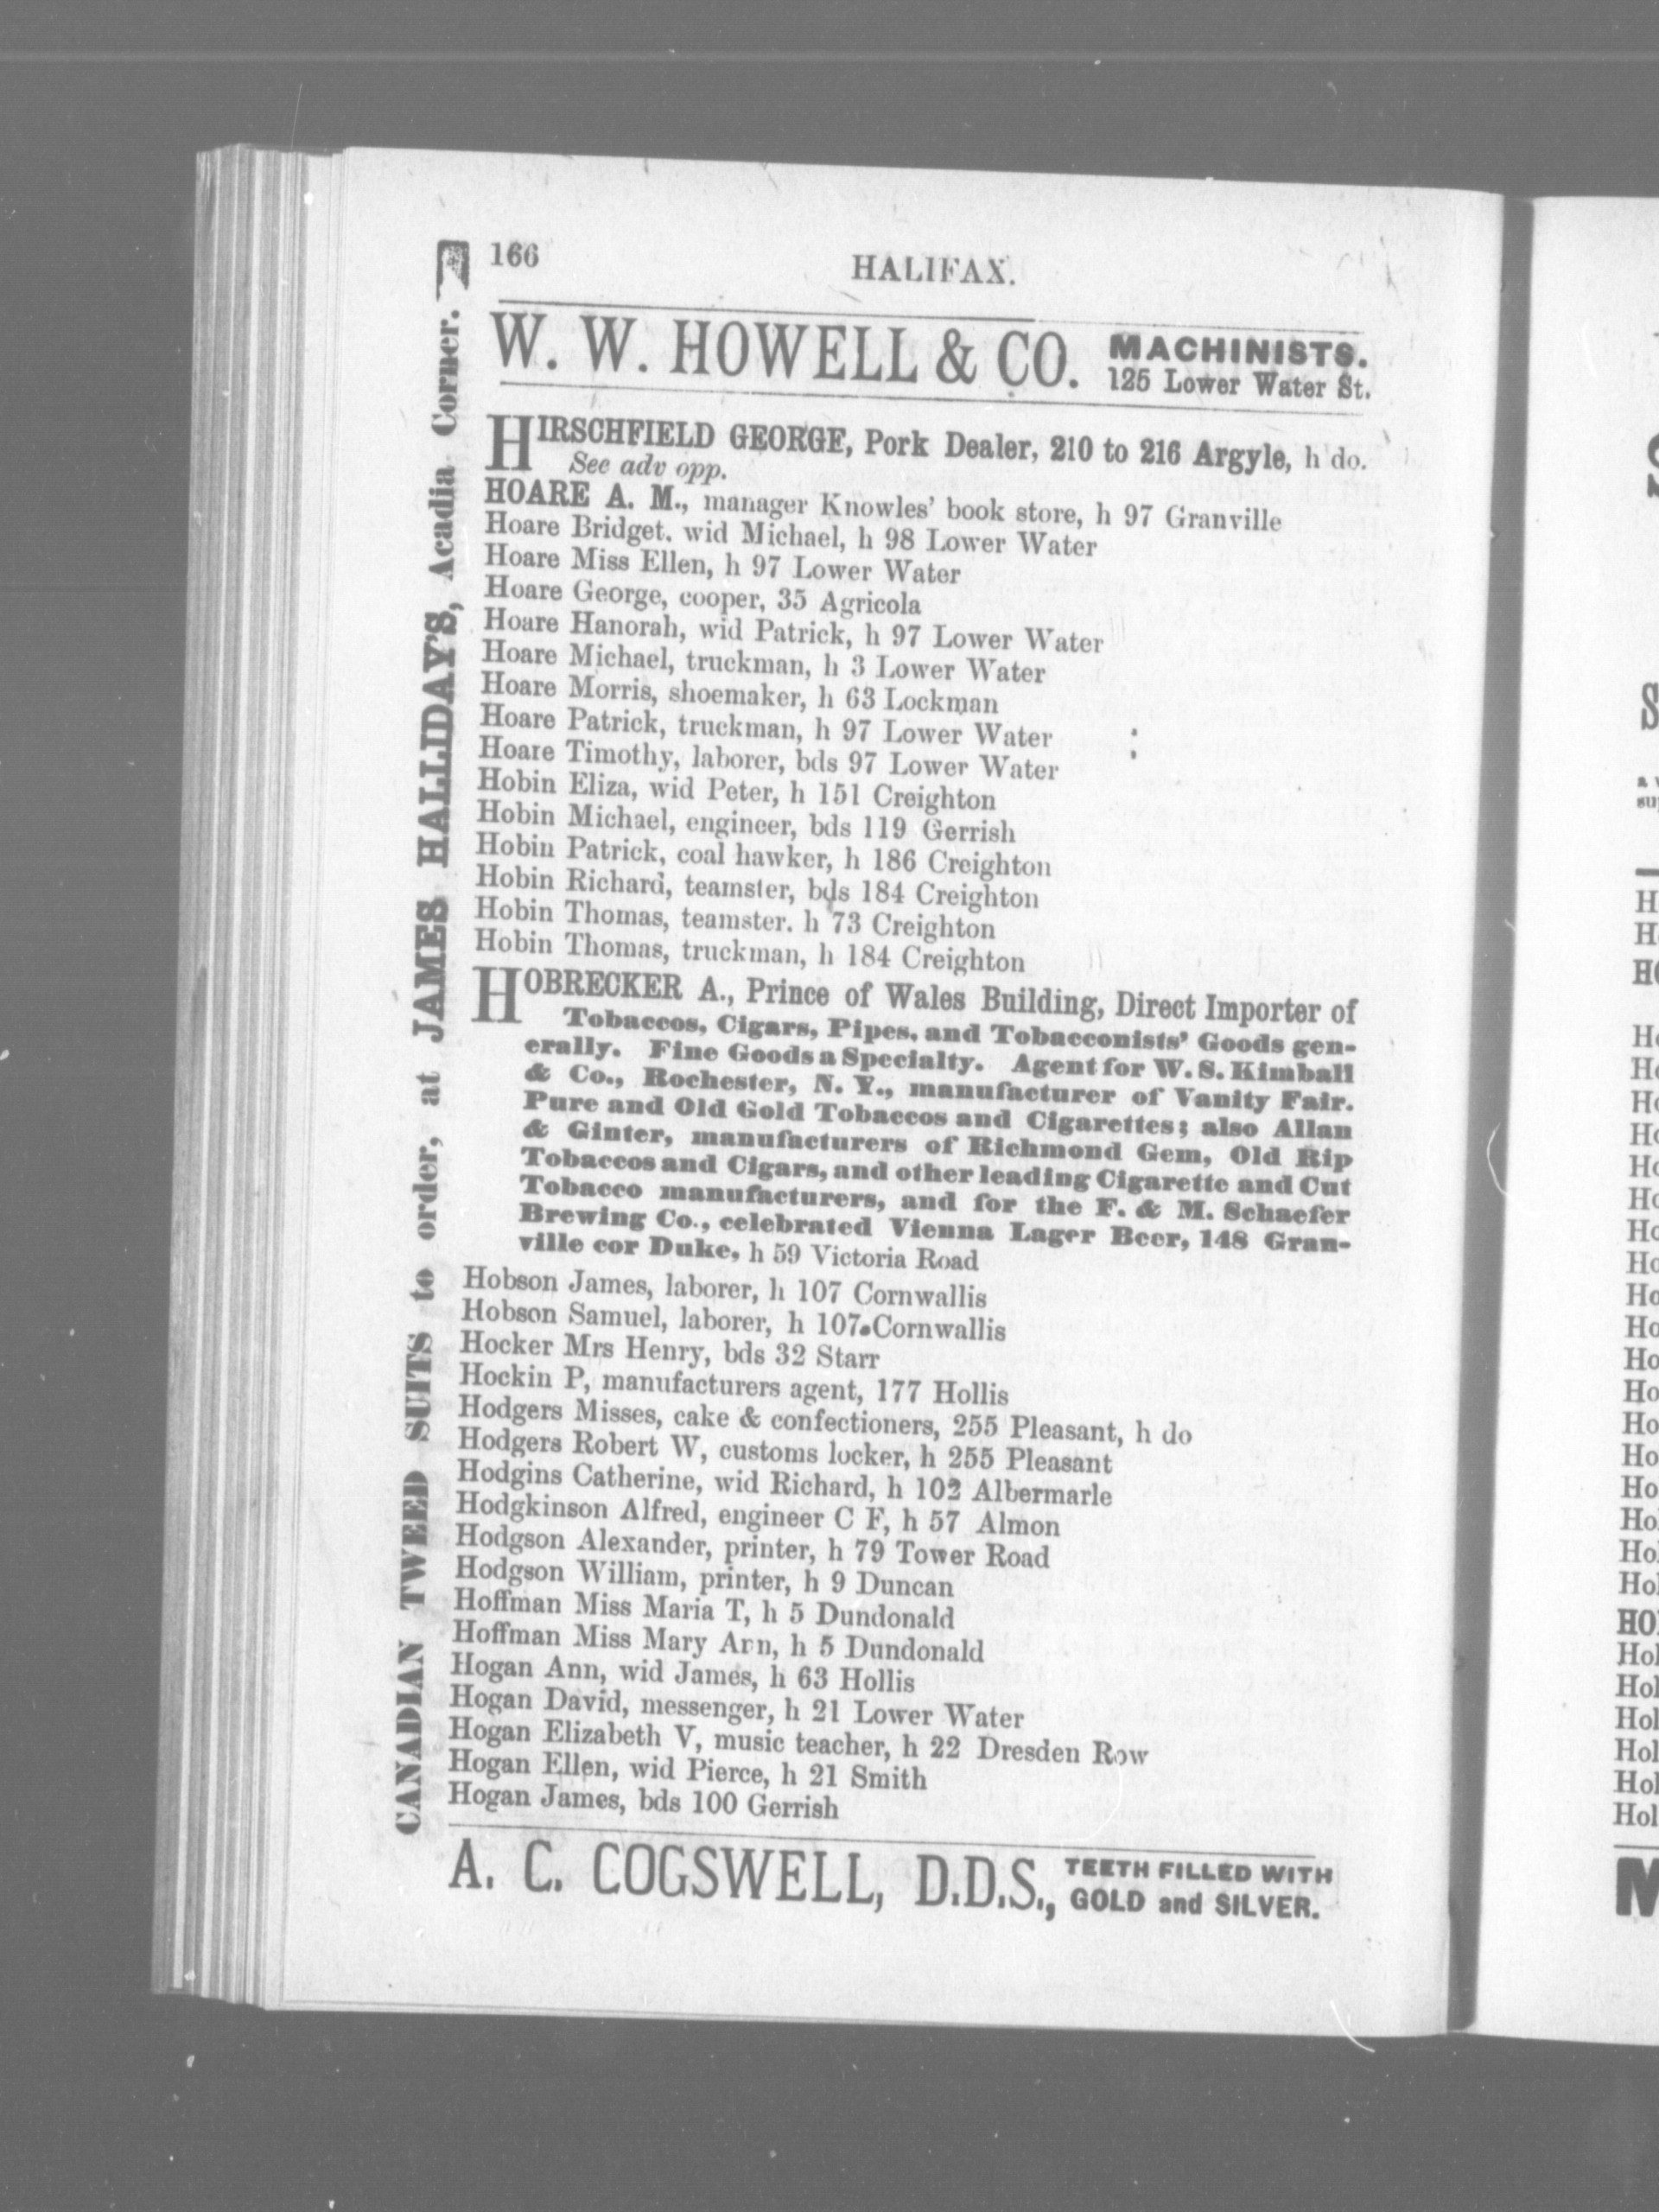 166
HALIFAX.
W. W. HOWELL & CO. MACHINISTS.
125 Lower Water St.
HIRSCHFIELD GEORGE, Pork Dealer, 210 to 216 Argyle, h do.
See adv opp.
HOARE A. M., manager Knowles' book store, h 97 Granville
Hoare Bridget. wid Michael, h 98 Lower Water
Hoare Miss Ellen, h 97 Lower Water
Hoare George, cooper, 35 Agricola
Hoare Hanorah, wid Patrick, h 97 Lower Water
Hoare Michael, truckman, h 3 Lower Water
Hoare Morris, shoemaker, h 63 Lockman
Hoare Patrick, truckman, h 97 Lower Water
Hoare Timothy, laborer, bds 97 Lower Water
Hobin Eliza, wid Peter, h 151 Creighton
Hobin Michael, engineer, bds 119 Gerrish
Hobin Patrick, coal hawker, h 186 Creighton
Hobin Richard, teamster, bds 184 Creighton
Hobin Thomas, teamster. h 73 Creighton
Hobin Thomas, truckman, h 184 Creighton
HOBRECKER A., Prince of Wales Building, Direct Importer of
Tobaccos, Cigars, Pipes, and Tobacconists' Goods gen-
erally. Fine Goods a Specialty. Agent for W. S. Kimball
& Co., Rochester, N. Y., manufacturer of Vanity Fair.
Pure and Old Gold Tobaccos and Cigarettes; also Allan
& Ginter, manufacturers of Richmond Gem, Old Rip
Tobaccos and Cigars, and other leading Cigarette and Cut
Tobacco manufacturers, and for the F. & M. Schaefer
Brewing Co., celebrated Vienna Lager Beer, 148 Gran-
ville cor Duke, h 59 Victoria Road
Hobson James, laborer, h 107 Cornwallis
Hobson Samuel, laborer, h 107 Cornwallis
Hocker Mrs Henry, bds 32 Starr
Hockin P, manufacturers agent, 177 Hollis
Hodgers Misses, cake & confectioners, 255 Pleasant, h do
Hodgers Robert W, customs locker, h 255 Pleasant
Hodgins Catherine, wid Richard, h 102 Albermarle
Hodgkinson Alfred, engineer C F, h 57 Almon
Hodgson Alexander, printer, h 79 Tower Road
Hodgson William, printer, h 9 Duncan
Hoffman Miss Maria T, h 5 Dundonald
Hoffman Miss Mary Ann, h 5 Dundonald
Hogan Ann, wid James, h 63 Hollis
Hogan David, messenger, h 21 Lower Water
Hogan Elizabeth V, music teacher, h 22 Dresden Row
Hogan Ellen, wid Pierce, h 21 Smith
Hogan James, bds 100 Gerrish
A. C. COGSWELL, D.D.S., TEETH FILLED WITH
GOLD and SILVER.
CANADIAN TWEED SUITS to order, at JAMES HALLIDAY'S, Acadia Corner.